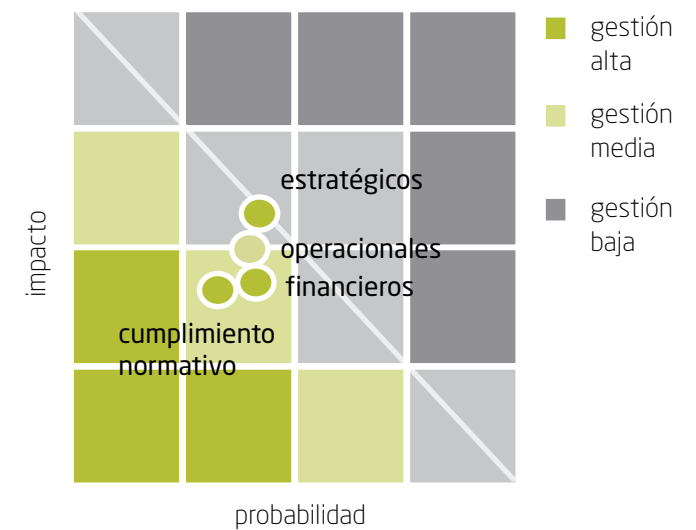 gestión
alta
gestión
media
gestión
baja
estratégicos
operacionales
financieros
cumplimiento
normativo
impacto
probabilidad